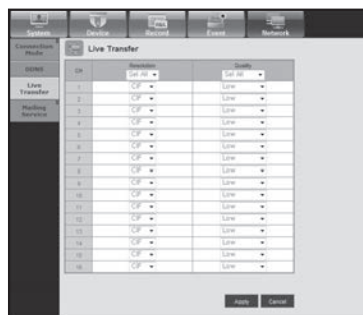 System Device Record Event Network
Connection
Mode
DDNS
Live
Transfer
Mailing
Service
Live Transfer
CH Resolution Quality
Sel All Sel All
1 CIF Low
2 CIF Low
3 CIF Low
4 CIF Low
5 CIF Low
6 CIF Low
7 CIF Low
8 CIF Low
9 CIF Low
10 CIF Low
11 CIF Low
12 CIF Low
13 CIF Low
14 CIF Low
15 CIF Low
16 CIF Low
Apply Cancel